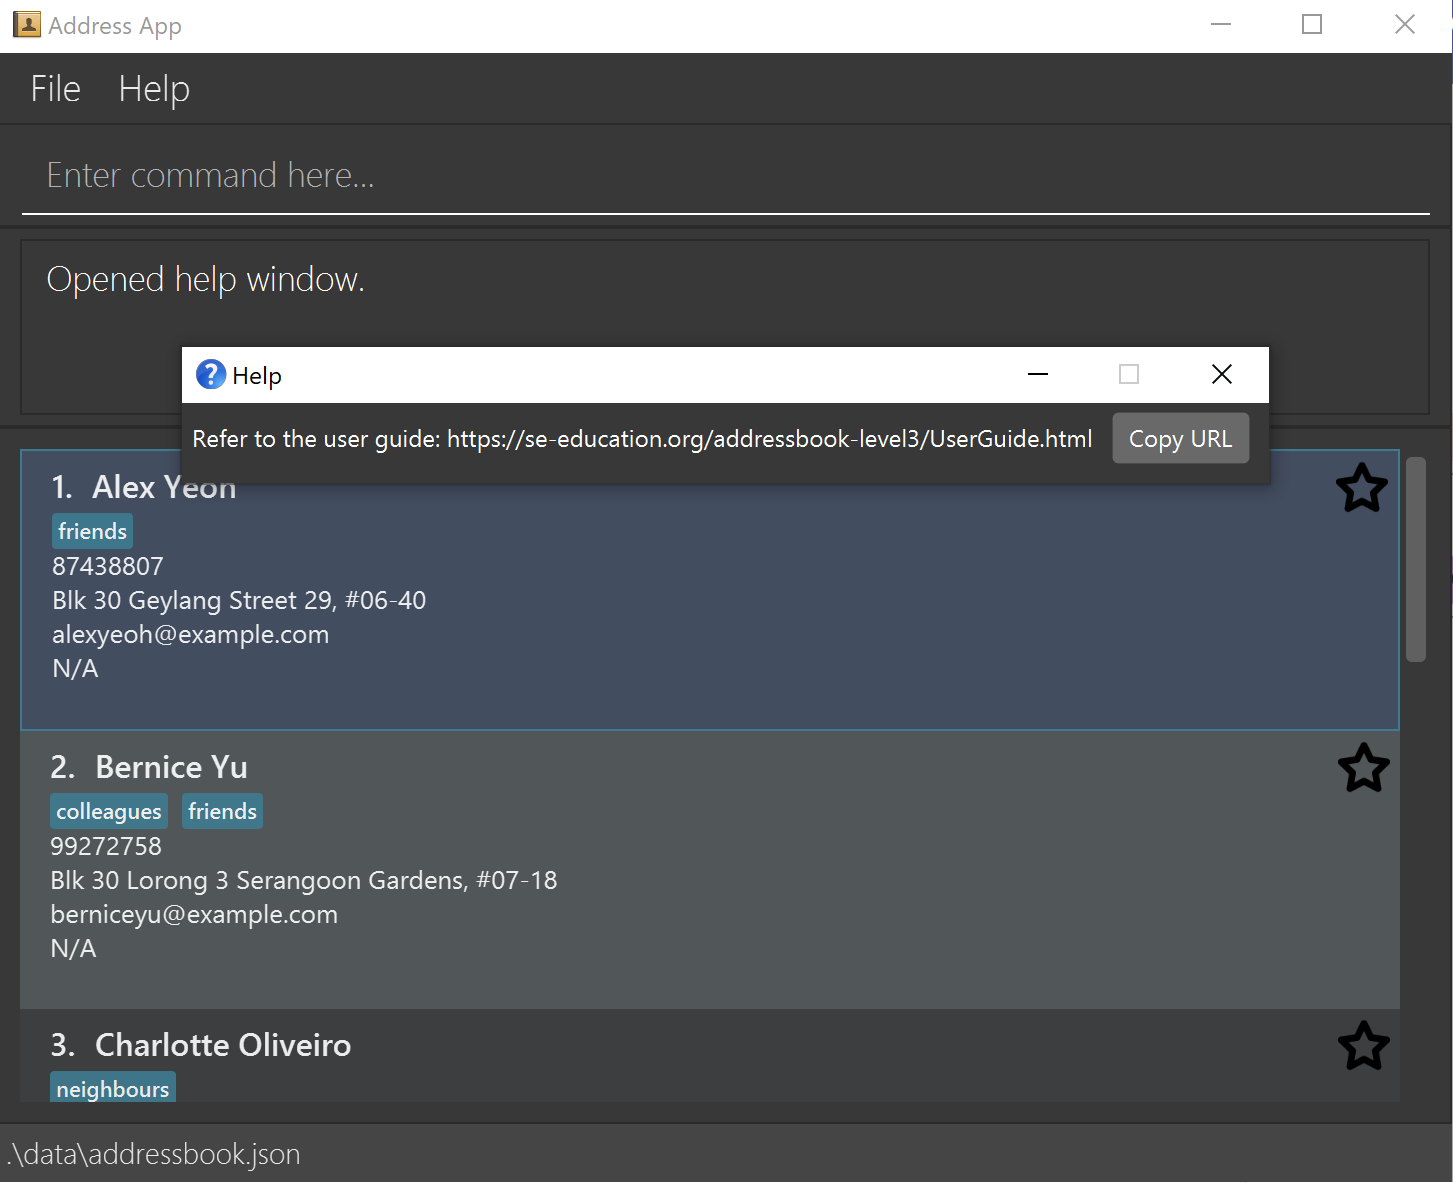 Address App
File Help
Enter command here...
Opened help window.
Help
Refer to the user guide: https://se-education.org/addressbook-level3/UserGuide.html Copy URL
1. Alex Yeoh
friends
87438807
Blk 30 Geylang Street 29, #06-40
alexyeoh@example.com
N/A
2. Bernice Yu
colleagues friends
99272758
Blk 30 Lorong 3 Serangoon Gardens, #07-18
berniceyu@example.com
N/A
3. Charlotte Oliveiro
neighbours
.\data\addressbook.json